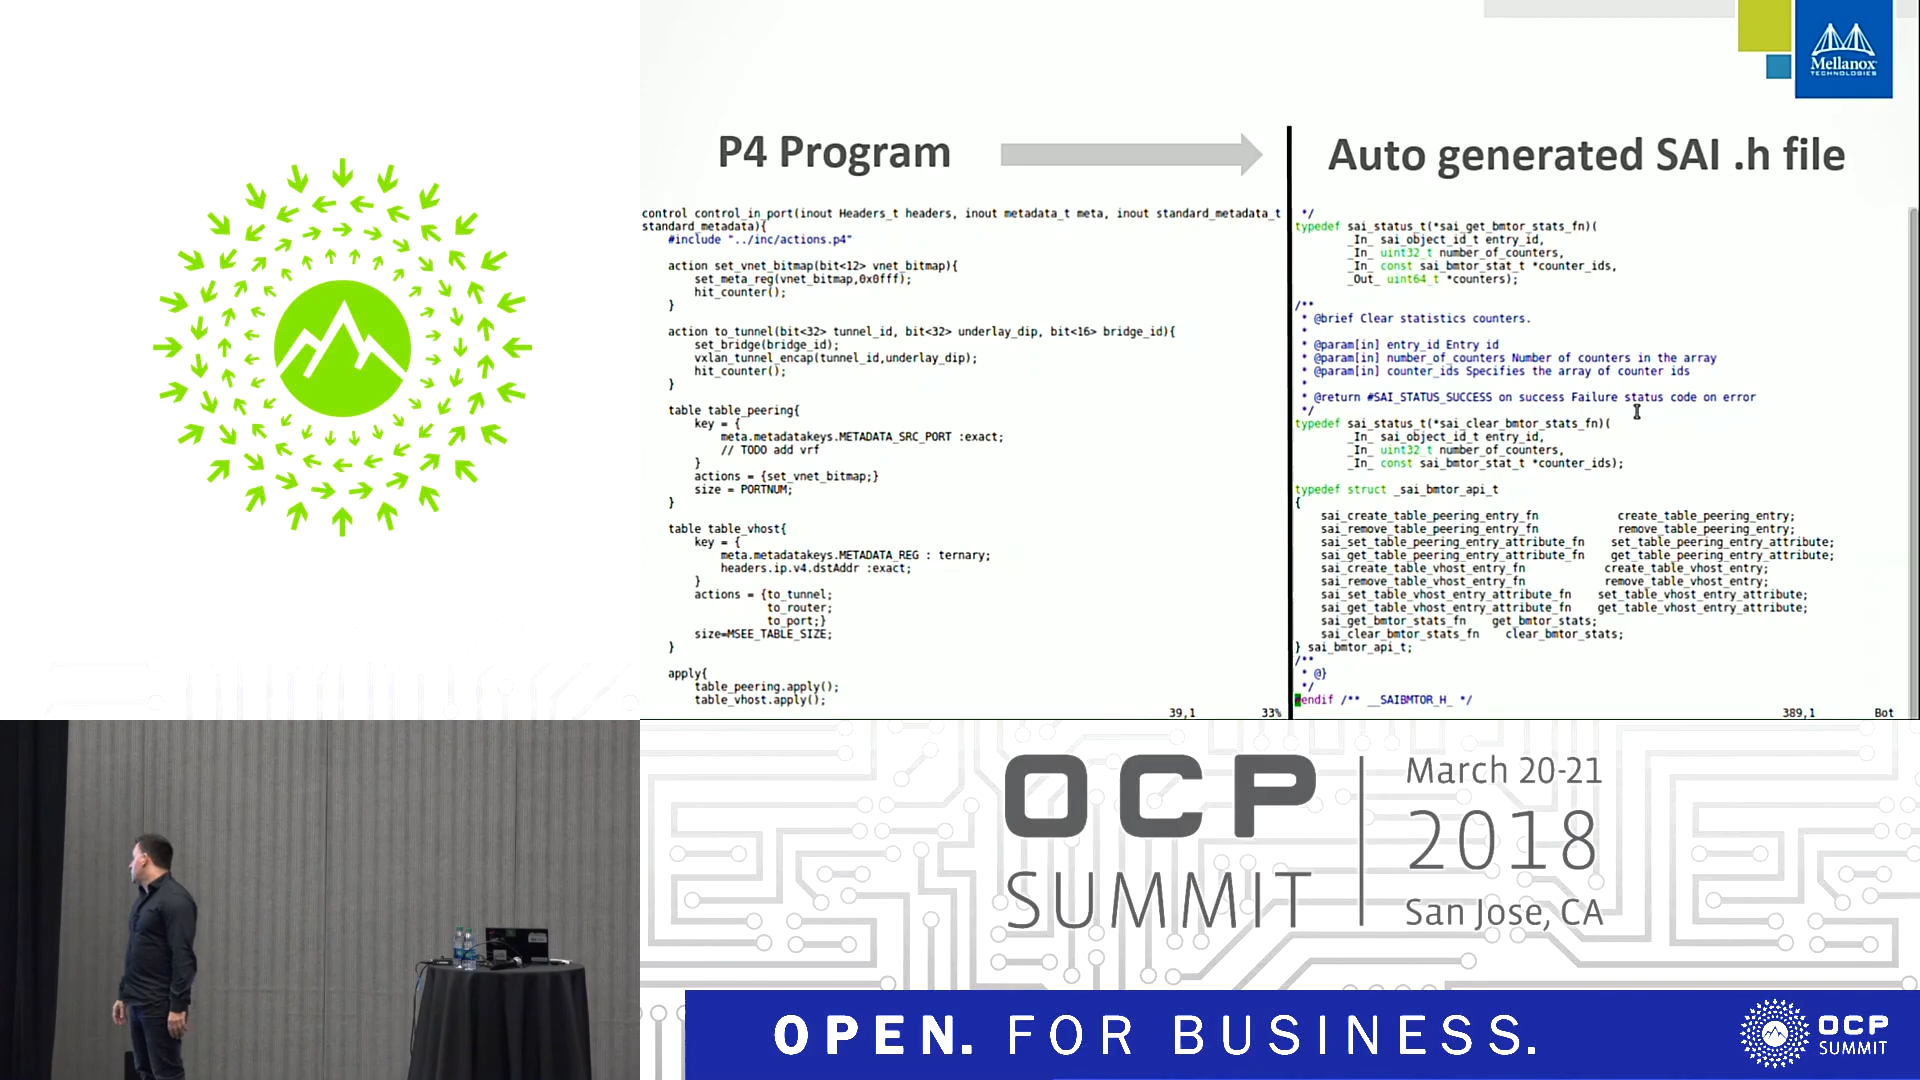 Mellanox
TECHNOLOGIES
P4 Program
Auto generated SAI .h file
control control_in_port(inout Headers_t headers, inout metadata_t meta, inout standard_metadata_t
standard_metadata){
#include "../inc/actions.p4"
action set_vnet_bitmap(bit<12> vnet_bitmap){
set_meta_reg(vnet_bitmap,0x0fff);
hit_counter();
}
action to_tunnel(bit<32> tunnel_id, bit<32> underlay_dip, bit<16> bridge_id){
set_bridge(bridge_id);
vxlan_tunnel_encap(tunnel_id,underlay_dip);
hit_counter();
}
table table_peering{
key = {
meta.metadatakeys.METADATA_SRC_PORT :exact;
// TODO add vrf
}
actions = {set_vnet_bitmap;}
size = PORTNUM;
}
table table_vhost{
key = {
meta.metadatakeys.METADATA_REG : ternary;
headers.ip.v4.dstAddr :exact;
}
actions = {to_tunnel;
to_router;
to_port;}
size=MSEE_TABLE_SIZE;
}
apply{
table_peering.apply();
table_vhost.apply();
39,1 33%
*/
typedef sai_status_t(*sai_get_bmtor_stats_fn)(
_In_ sai_object_id_t entry_id,
_In_ uint32_t number_of_counters,
_In_ const sai_bmtor_stat_t *counter_ids,
_Out_ uint64_t *counters);
/**
* @brief Clear statistics counters.
*
* @param[in] entry_id Entry id
* @param[in] number_of_counters Number of counters in the array
* @param[in] counter_ids Specifies the array of counter ids
*
* @return #SAI_STATUS_SUCCESS on success Failure status code on error
*/
typedef sai_status_t(*sai_clear_bmtor_stats_fn)(
_In_ sai_object_id_t entry_id,
_In_ uint32_t number_of_counters,
_In_ const sai_bmtor_stat_t *counter_ids);
typedef struct _sai_bmtor_api_t
{
sai_create_table_peering_entry_fn create_table_peering_entry;
sai_remove_table_peering_entry_fn remove_table_peering_entry;
sai_set_table_peering_entry_attribute_fn set_table_peering_entry_attribute;
sai_get_table_peering_entry_attribute_fn get_table_peering_entry_attribute;
sai_create_table_vhost_entry_fn create_table_vhost_entry;
sai_remove_table_vhost_entry_fn remove_table_vhost_entry;
sai_set_table_vhost_entry_attribute_fn set_table_vhost_entry_attribute;
sai_get_table_vhost_entry_attribute_fn get_table_vhost_entry_attribute;
sai_get_bmtor_stats_fn get_bmtor_stats;
sai_clear_bmtor_stats_fn clear_bmtor_stats;
} sai_bmtor_api_t;
/**
* @}
*/
#endif /** __SAIBMTOR_H_ */
389,1 Bot
OCP
SUMMIT
March 20-21
2018
San Jose, CA
OPEN. FOR BUSINESS.
OCP
SUMMIT